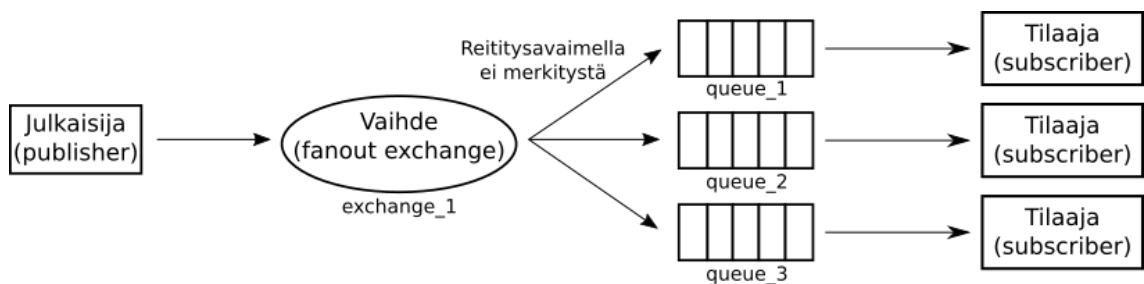 Julkaisija
(publisher)
Vaihde
(fanout exchange)
exchange_1
Reititysavaimella
ei merkitystä
queue_1
queue_2
queue_3
Tilaaja
(subscriber)
Tilaaja
(subscriber)
Tilaaja
(subscriber)